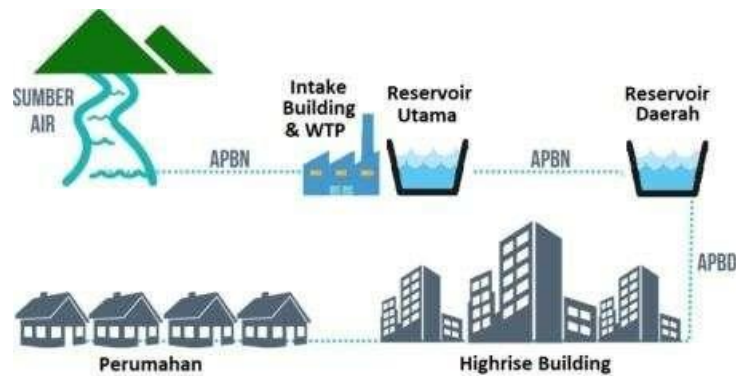 SUMBER
AIR
APBN
Intake
Building
& WTP
Reservoir
Utama
APBN
Reservoir
Daerah
APBD
Perumahan
Highrise Building